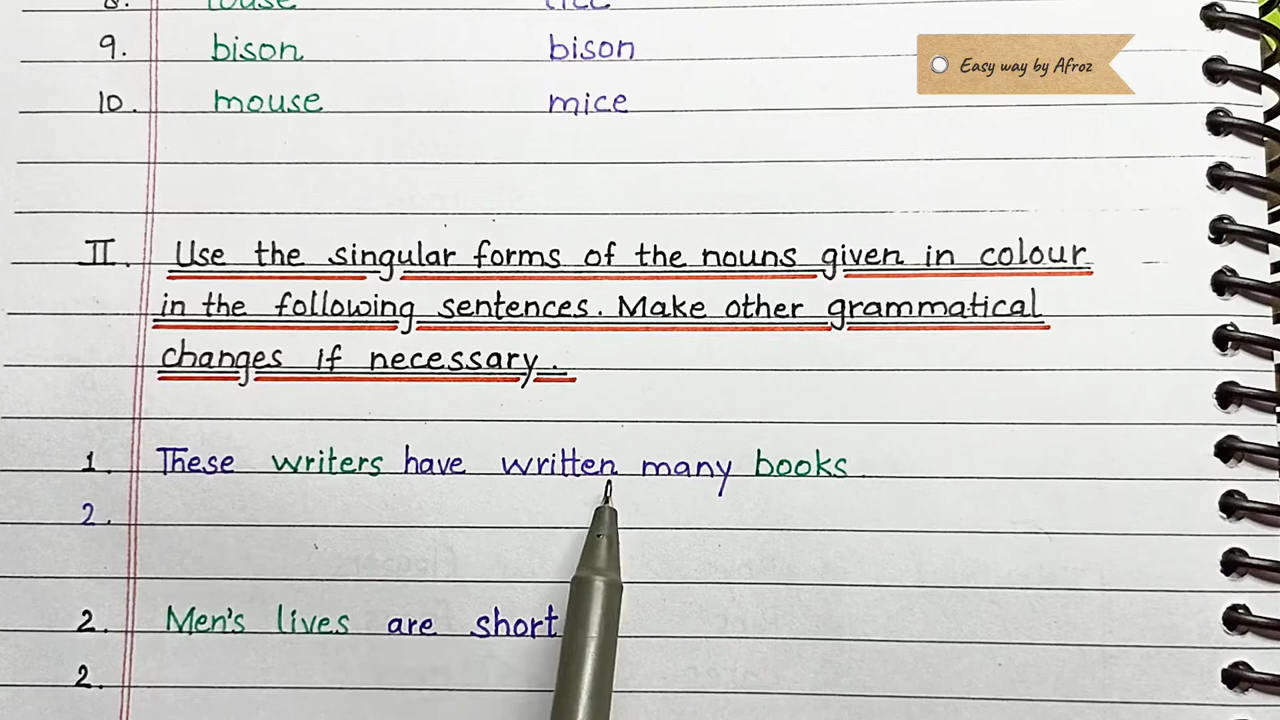 9. bison bison
Easy way by Afroz
10. mouse mice
II. Use the singular forms of the nouns given in colour
in the following sentences. Make other grammatical
changes if necessary.
1. These writers have written many books.
2.
2. Men's lives are short
2.